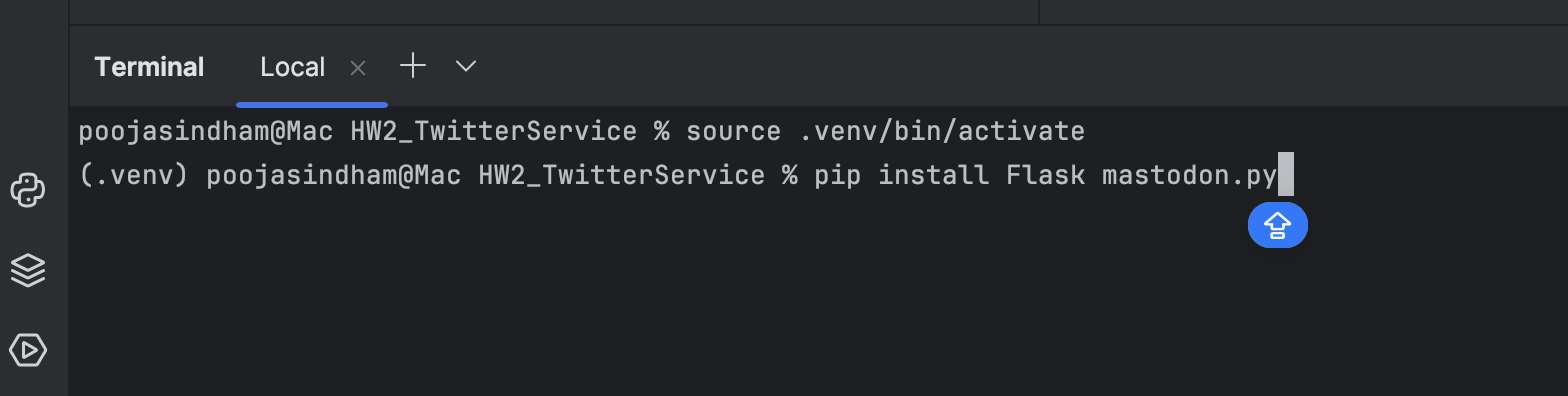 Terminal Local
poojasindham@Mac HW2_TwitterService % source .venv/bin/activate
(.venv) poojasindham@Mac HW2_TwitterService % pip install Flask mastodon.py